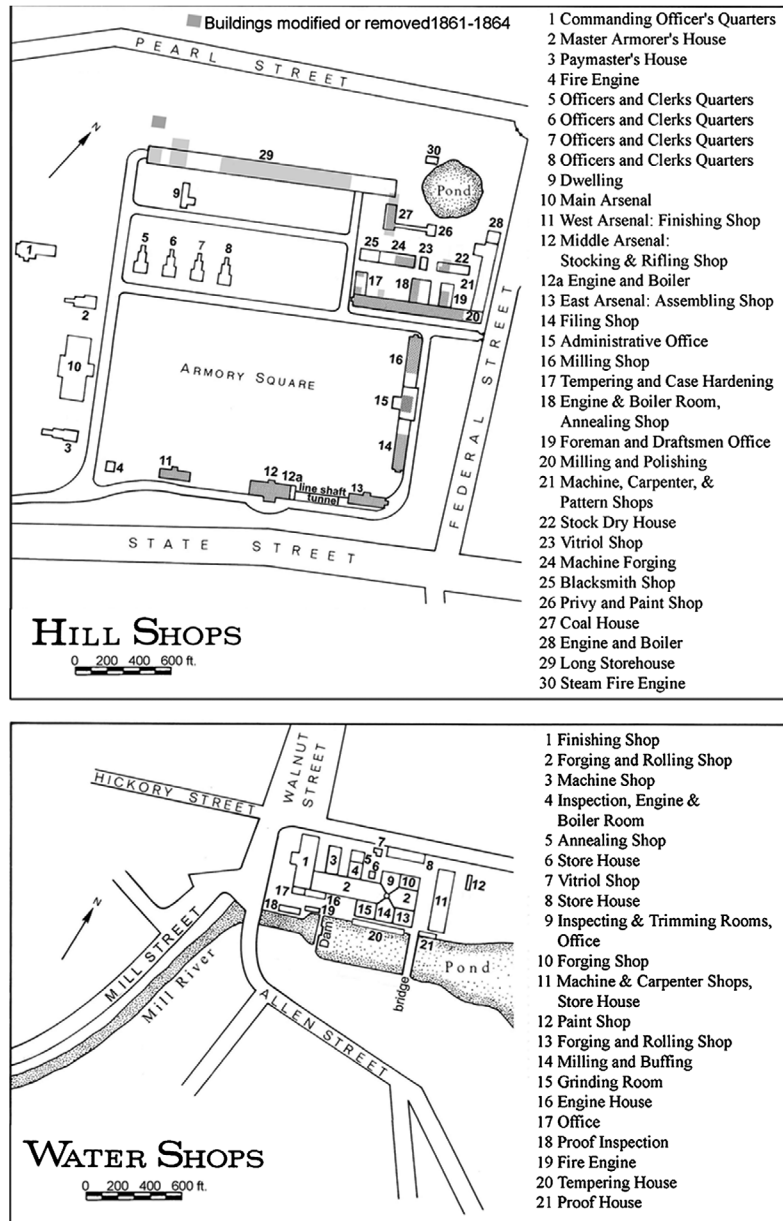 Buildings modified or removed1861-1864
PEARL STREET
N
30
29
Pond
9
27
26
28
5
6
7
8
25
24
23
22
1
17
18
19
21
20
2
16
10
ARMORY SQUARE
15
FEDERAL STREET
3
14
4
11
12
12a
line shaft
tunnel
13
STATE STREET
HILL SHOPS
0 200 400 600 ft.
1 Commanding Officer's Quarters
2 Master Armorer's House
3 Paymaster's House
4 Fire Engine
5 Officers and Clerks Quarters
6 Officers and Clerks Quarters
7 Officers and Clerks Quarters
8 Officers and Clerks Quarters
9 Dwelling
10 Main Arsenal
11 West Arsenal: Finishing Shop
12 Middle Arsenal:
Stocking & Rifling Shop
12a Engine and Boiler
13 East Arsenal: Assembling Shop
14 Filing Shop
15 Administrative Office
16 Milling Shop
17 Tempering and Case Hardening
18 Engine & Boiler Room,
Annealing Shop
19 Foreman and Draftsmen Office
20 Milling and Polishing
21 Machine, Carpenter, &
Pattern Shops
22 Stock Dry House
23 Vitriol Shop
24 Machine Forging
25 Blacksmith Shop
26 Privy and Paint Shop
27 Coal House
28 Engine and Boiler
29 Long Storehouse
30 Steam Fire Engine
HICKORY STREET
WALNUT
STREET
7
1
3
5
4
6
8
9
10
12
2
2
11
17
16
18
19
15
14
13
20
21
Dam
Pond
bridge
N
MILL STREET
Mill River
ALLEN STREET
WATER SHOPS
0 200 400 600 ft.
1 Finishing Shop
2 Forging and Rolling Shop
3 Machine Shop
4 Inspection, Engine &
Boiler Room
5 Annealing Shop
6 Store House
7 Vitriol Shop
8 Store House
9 Inspecting & Trimming Rooms,
Office
10 Forging Shop
11 Machine & Carpenter Shops,
Store House
12 Paint Shop
13 Forging and Rolling Shop
14 Milling and Buffing
15 Grinding Room
16 Engine House
17 Office
18 Proof Inspection
19 Fire Engine
20 Tempering House
21 Proof House